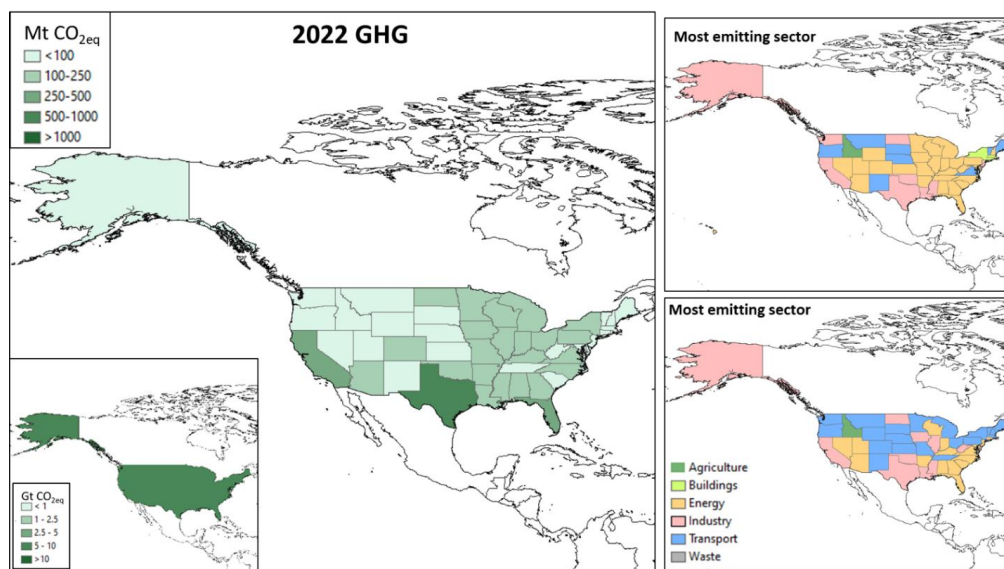 Mt CO2eq
<100
100-250
250-500
500-1000
>1000
2022 GHG
Gt CO2eq
< 1
1 - 2.5
2.5 - 5
5 - 10
>10
Most emitting sector
Most emitting sector
Agriculture
Buildings
Energy
Industry
Transport
Waste